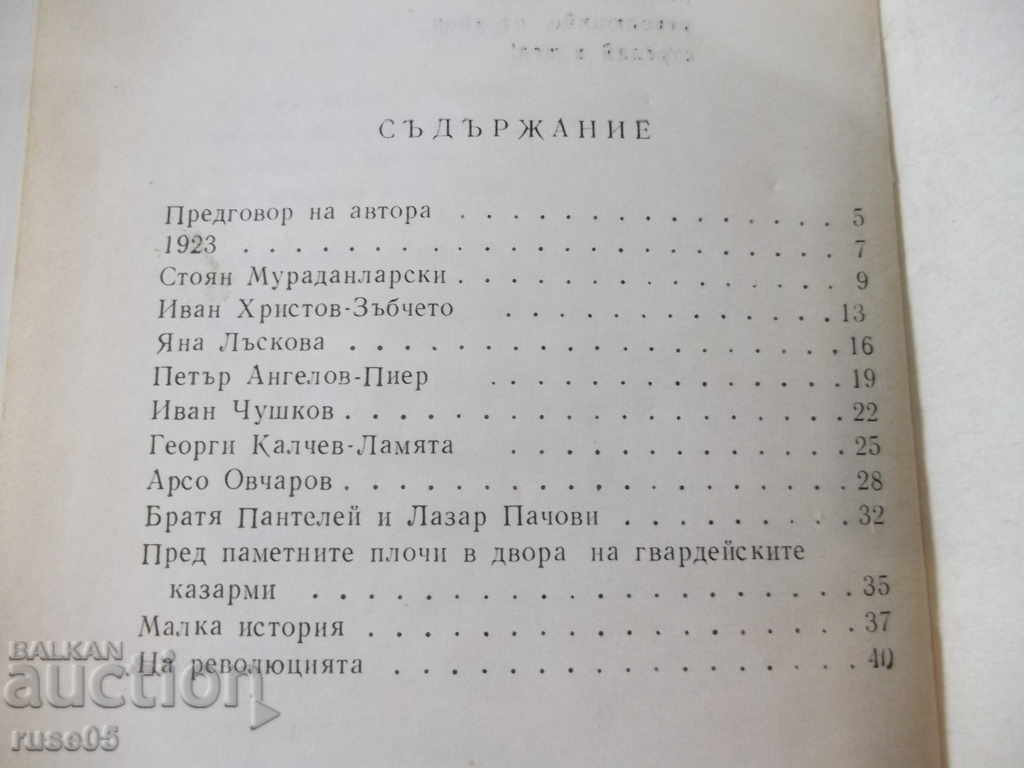 СЪДЪРЖАНИЕ
Предговор на автора . . . . . . . . . . . . . . . . 5
1923 . . . . . . . . . . . . . . . . . . . . . . . . 7
Стоян Мураданларски . . . . . . . . . . . . . . . . 9
Иван Христов-Зъбчето . . . . . . . . . . . . . 13
Яна Лъскова . . . . . . . . . . . . . . . . . . . . 16
Петър Ангелов-Пиер . . . . . . . . . . . . . . 19
Иван Чушков . . . . . . . . . . . . . . . . . . . . 22
Георги Калчев-Ламята . . . . . . . . . . . . . 25
Арсо Овчаров . . . . . . . . . . . . . . . . . . . 28
Братя Пантелей и Лазар Пачови . . . . . . . . . 32
Пред паметните плочи в двора на гвардейските
казарми . . . . . . . . . . . . . . . . . . . . 35
Малка история . . . . . . . . . . . . . . . . . . 37
На революцията . . . . . . . . . . . . . . . . . 40
BALKAN
auction
ruse05